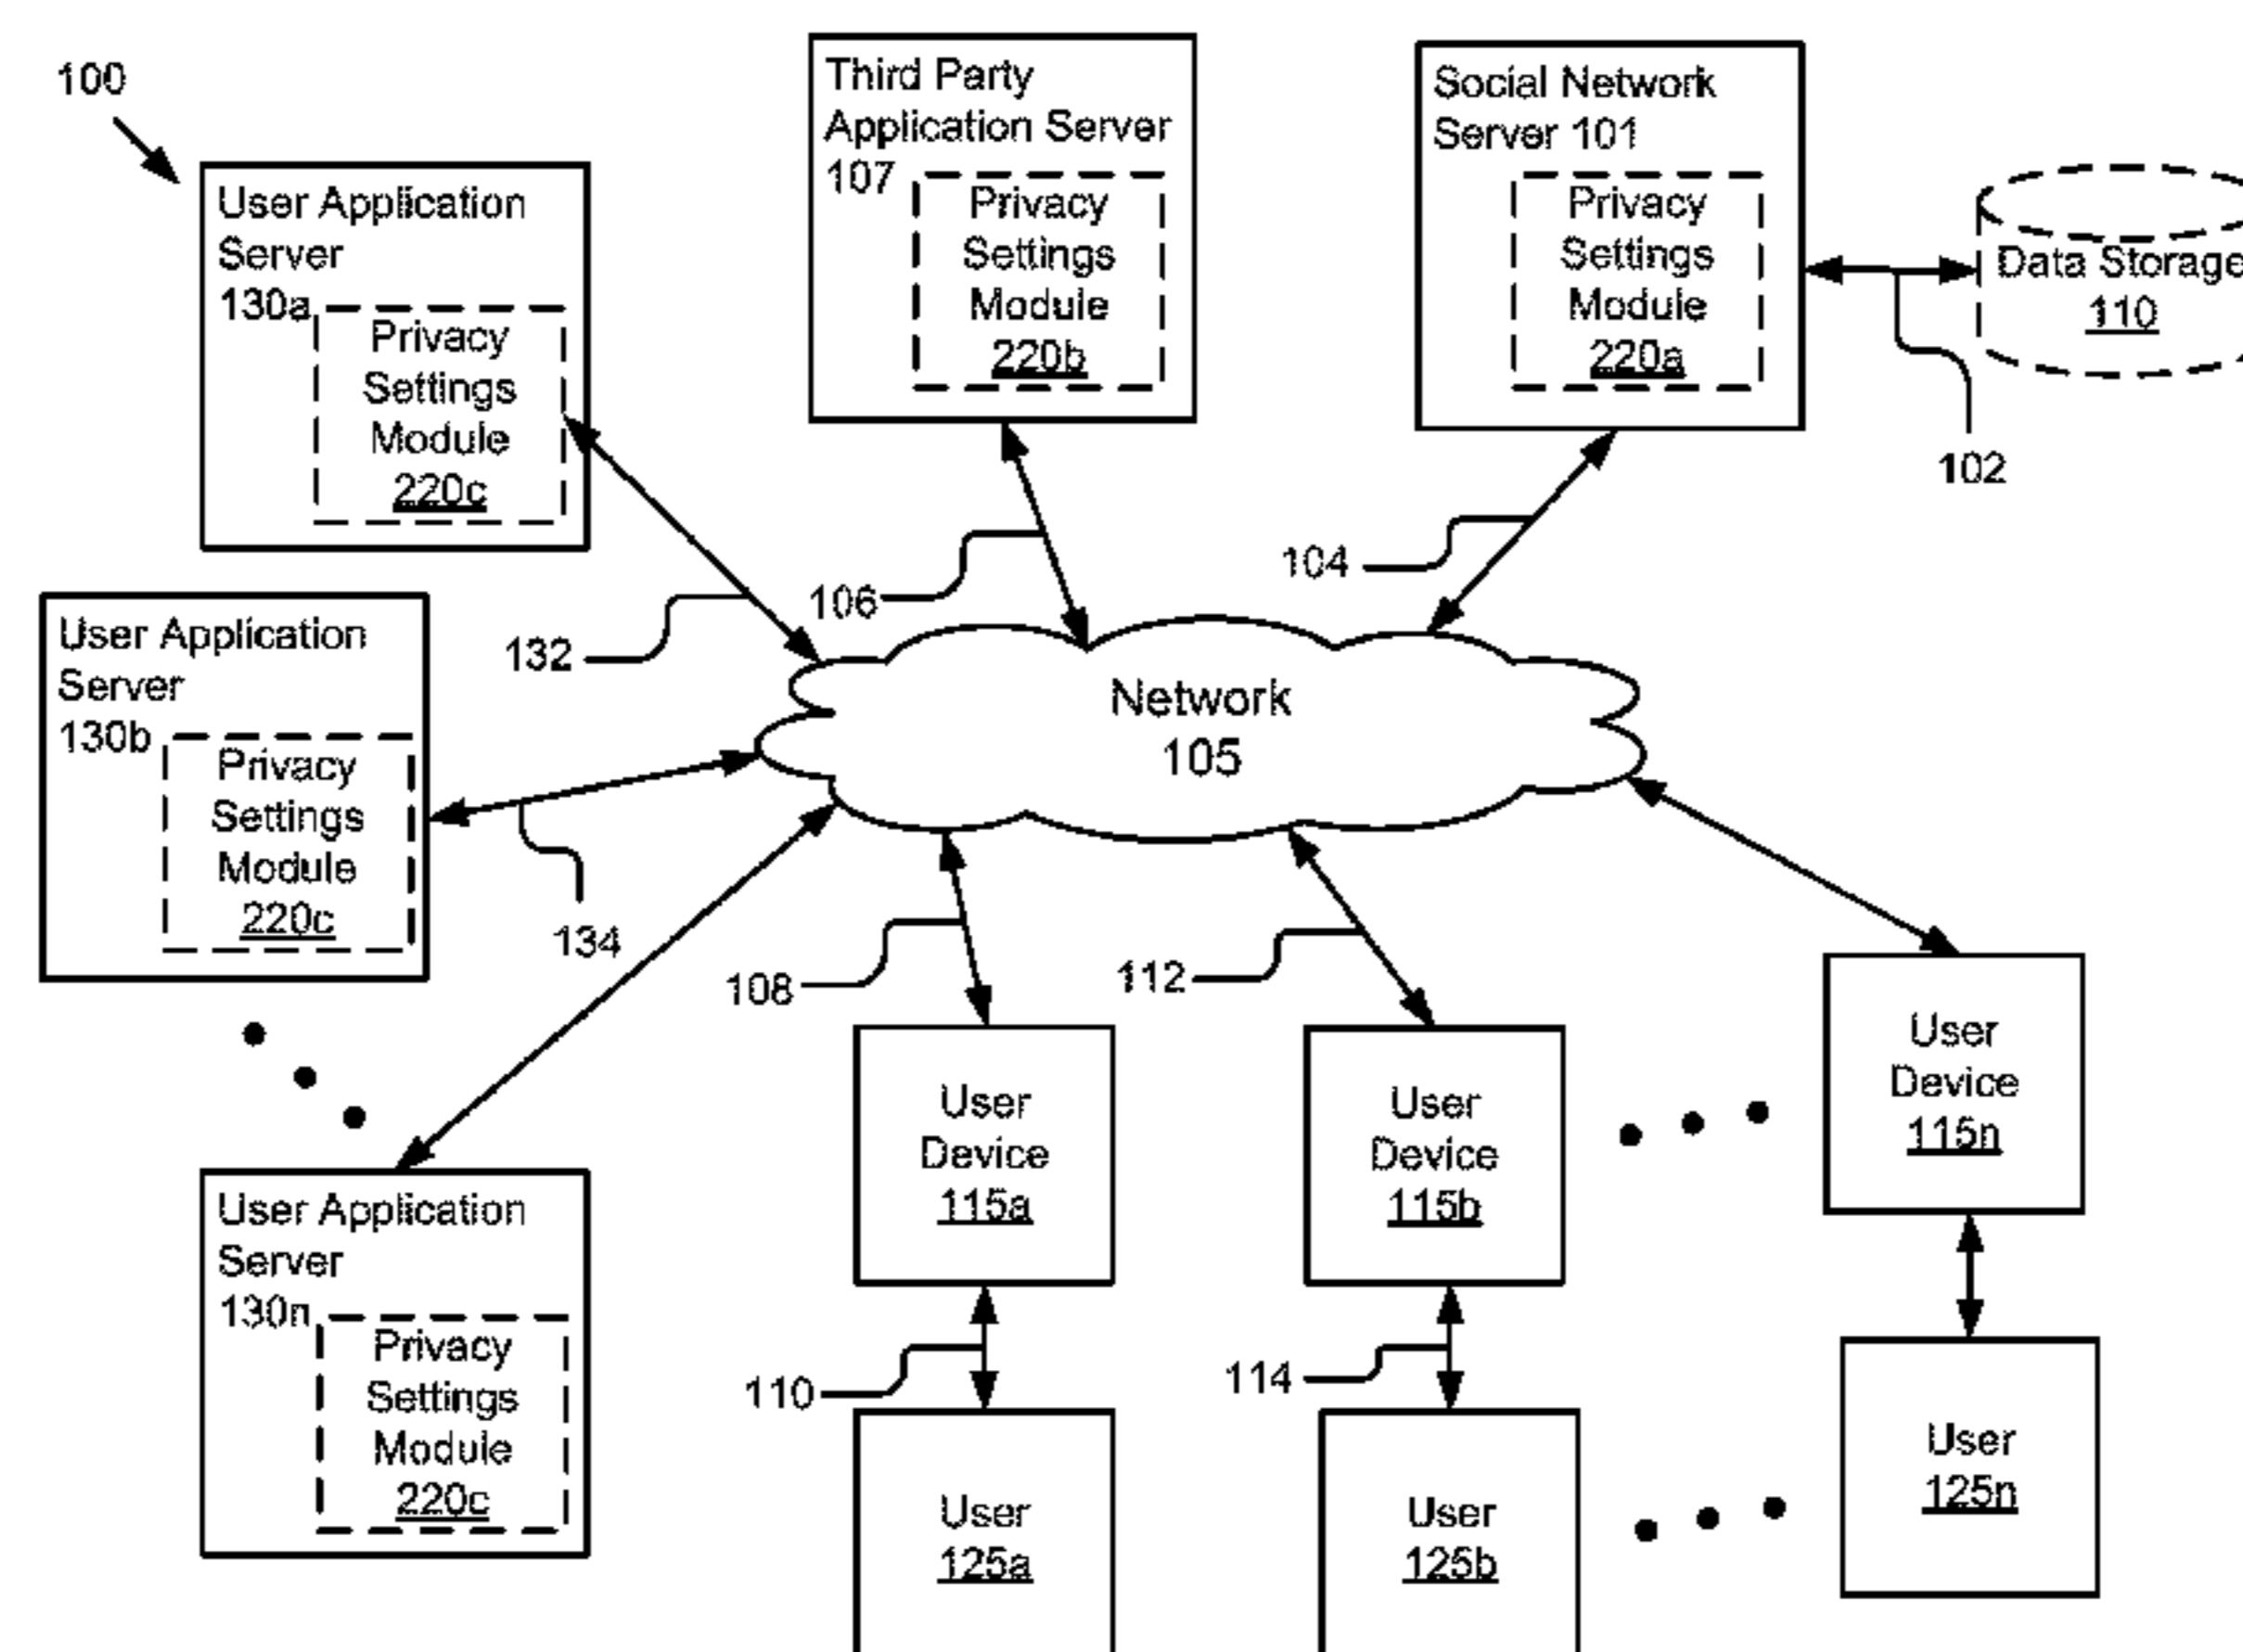 100
User Application
Server
130a
Privacy
Settings
Module
220c
Third Party
Application Server
107
Privacy
Settings
Module
220b
Social Network
Server 101
Privacy
Settings
Module
220a
Data Storage
110
102
104
106
132
User Application
Server
130b
Privacy
Settings
Module
220c
134
Network
105
108
112
User Application
Server
130n
Privacy
Settings
Module
220c
User
Device
115a
User
Device
115b
User
Device
115n
110
114
User
125a
User
125b
User
125n